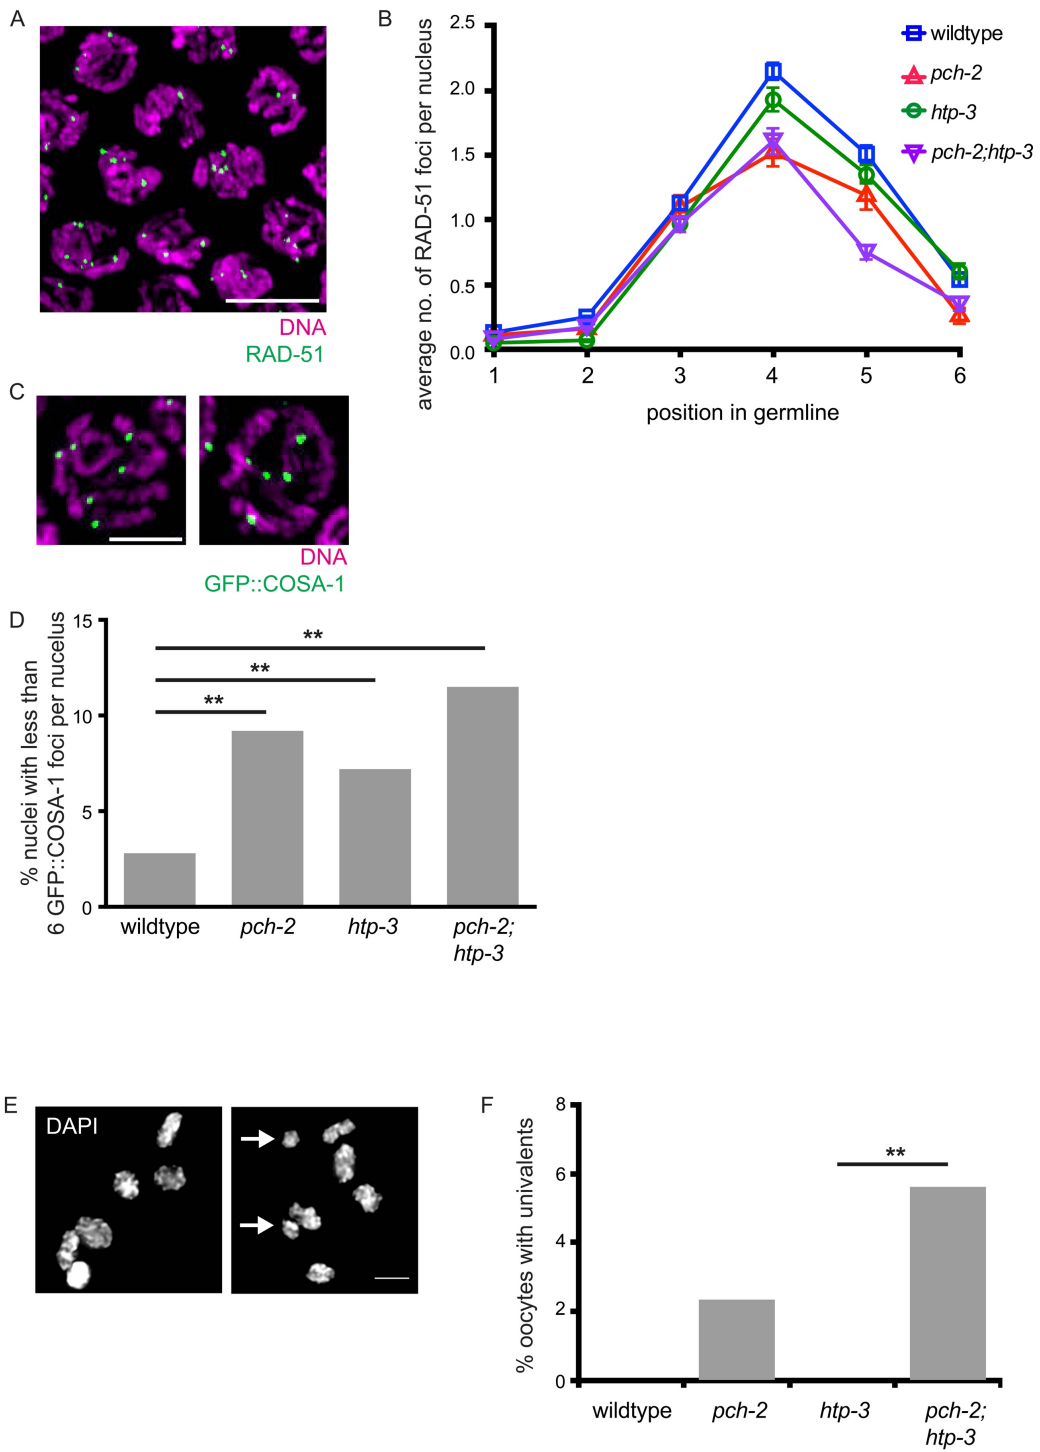 A
DNA
RAD-51
B
average no. of RAD-51 foci per nucleus
2.5
2.0
1.5
1.0
0.5
0.0
1 2 3 4 5 6
position in germline
wildtype
pch-2
htp-3
pch-2;htp-3
C
DNA
GFP::COSA-1
D
% nuclei with less than
6 GFP::COSA-1 foci per nucelus
15
10
5
0
**
**
**
wildtype pch-2 htp-3 pch-2;
htp-3
E
DAPI
F
% oocytes with univalents
8
6
4
2
0
**
wildtype pch-2 htp-3 pch-2;
htp-3